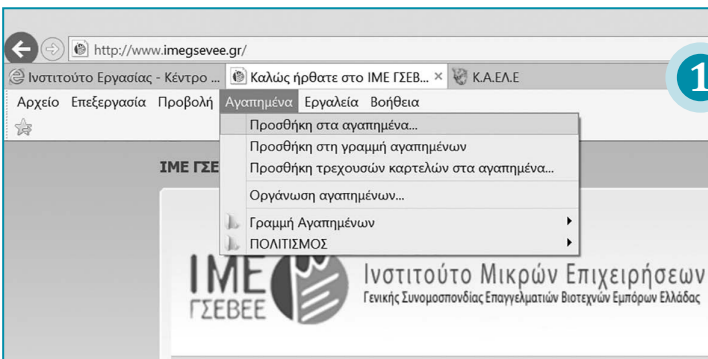 http://www.imegsevee.gr/
1
Ινστιτούτο Εργασίας - Κέντρο ... Καλώς ήρθατε στο ΙΜΕ ΓΣΕΒ... × Κ.Α.ΕΛ.Ε
Αρχείο Επεξεργασία Προβολή Αγαπημένα Εργαλεία Βοήθεια
Προσθήκη στα αγαπημένα...
Προσθήκη στη γραμμή αγαπημένων
ΙΜΕ ΓΣΕ
Προσθήκη τρεχουσών καρτελών στα αγαπημένα...
Οργάνωση αγαπημένων...
Γραμμή Αγαπημένων
ΠΟΛΙΤΙΣΜΟΣ
ΙΜΕ
ΓΣΕΒΕΕ
Ινστιτούτο Μικρών Επιχειρήσεων
Γενικής Συνομοσπονδίας Επαγγελματιών Βιοτεχνών Εμπόρων Ελλάδας